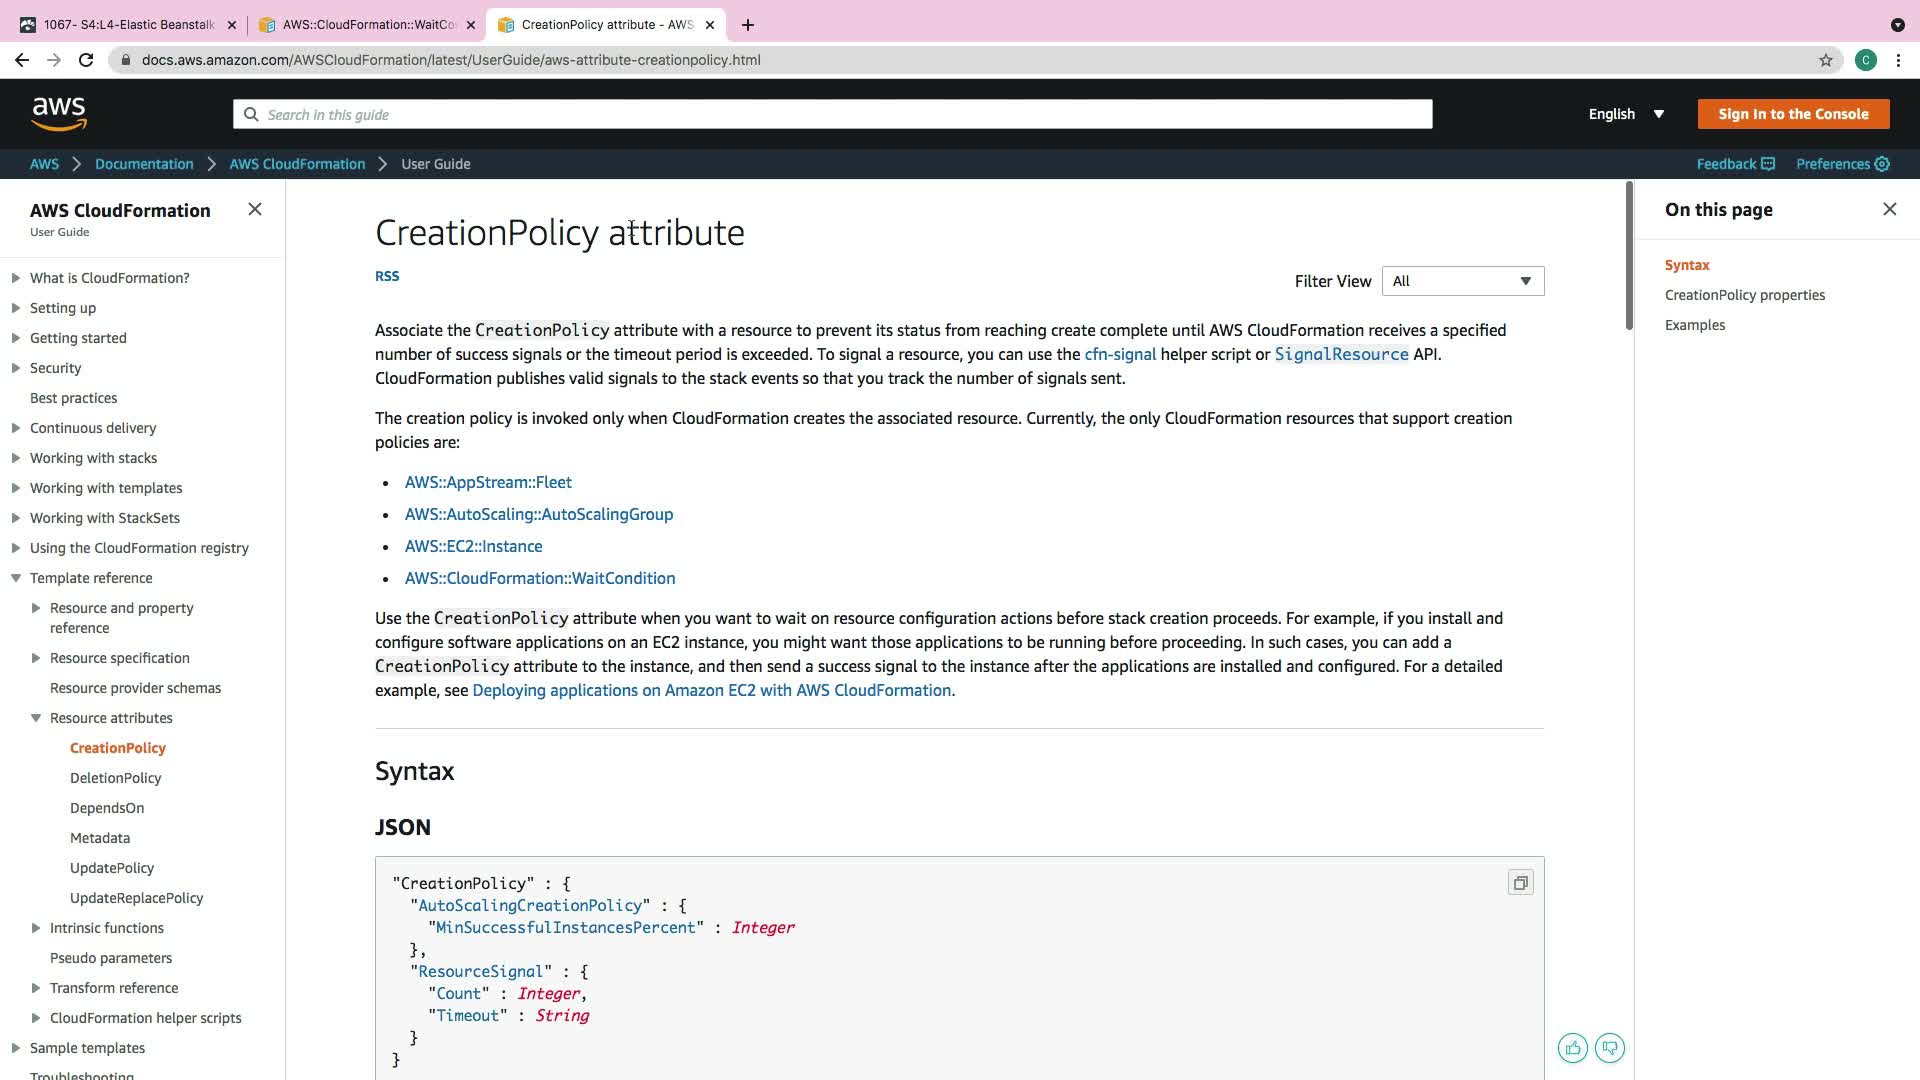 1067- S4:L4-Elastic Beanstalk
AWS::CloudFormation::WaitCo
CreationPolicy attribute - AWS
docs.aws.amazon.com/AWSCloudFormation/latest/UserGuide/aws-attribute-creationpolicy.html
C
aws
Search in this guide
English
Sign In to the Console
AWS
Documentation
AWS CloudFormation
User Guide
Feedback
Preferences
AWS CloudFormation
User Guide
What is CloudFormation?
Setting up
Getting started
Security
Best practices
Continuous delivery
Working with stacks
Working with templates
Working with StackSets
Using the CloudFormation registry
Template reference
Resource and property
reference
Resource specification
Resource provider schemas
Resource attributes
CreationPolicy
DeletionPolicy
DependsOn
Metadata
UpdatePolicy
UpdateReplacePolicy
Intrinsic functions
Pseudo parameters
Transform reference
CloudFormation helper scripts
Sample templates
Troubleshooting
CreationPolicy attribute
RSS
Filter View
All
Associate the CreationPolicy attribute with a resource to prevent its status from reaching create complete until AWS CloudFormation receives a specified
number of success signals or the timeout period is exceeded. To signal a resource, you can use the cfn-signal helper script or SignalResource API.
CloudFormation publishes valid signals to the stack events so that you track the number of signals sent.
The creation policy is invoked only when CloudFormation creates the associated resource. Currently, the only CloudFormation resources that support creation
policies are:
• AWS::AppStream::Fleet
• AWS::AutoScaling::AutoScalingGroup
• AWS::EC2::Instance
• AWS::CloudFormation::WaitCondition
Use the CreationPolicy attribute when you want to wait on resource configuration actions before stack creation proceeds. For example, if you install and
configure software applications on an EC2 instance, you might want those applications to be running before proceeding. In such cases, you can add a
CreationPolicy attribute to the instance, and then send a success signal to the instance after the applications are installed and configured. For a detailed
example, see Deploying applications on Amazon EC2 with AWS CloudFormation.
Syntax
JSON
"CreationPolicy" : {
"AutoScalingCreationPolicy" : {
"MinSuccessfulInstancesPercent" : Integer
},
"ResourceSignal" : {
"Count" : Integer,
"Timeout" : String
}
}
On this page
Syntax
CreationPolicy properties
Examples